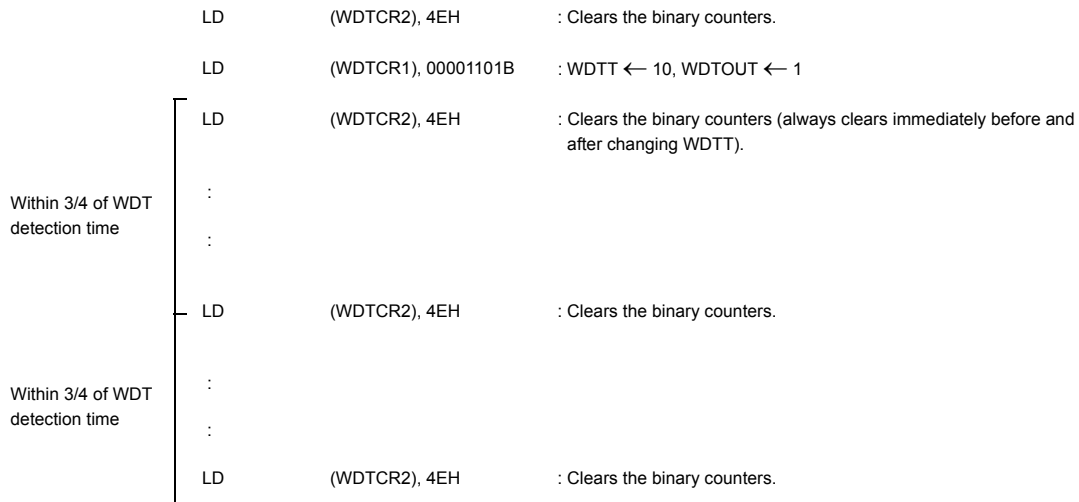 LD (WDTCR2), 4EH : Clears the binary counters.
LD (WDTCR1), 00001101B : WDTT ← 10, WDTOUT ← 1
LD (WDTCR2), 4EH : Clears the binary counters (always clears immediately before and
after changing WDTT).
Within 3/4 of WDT :
detection time
:
LD (WDTCR2), 4EH : Clears the binary counters.
Within 3/4 of WDT :
detection time
:
LD (WDTCR2), 4EH : Clears the binary counters.